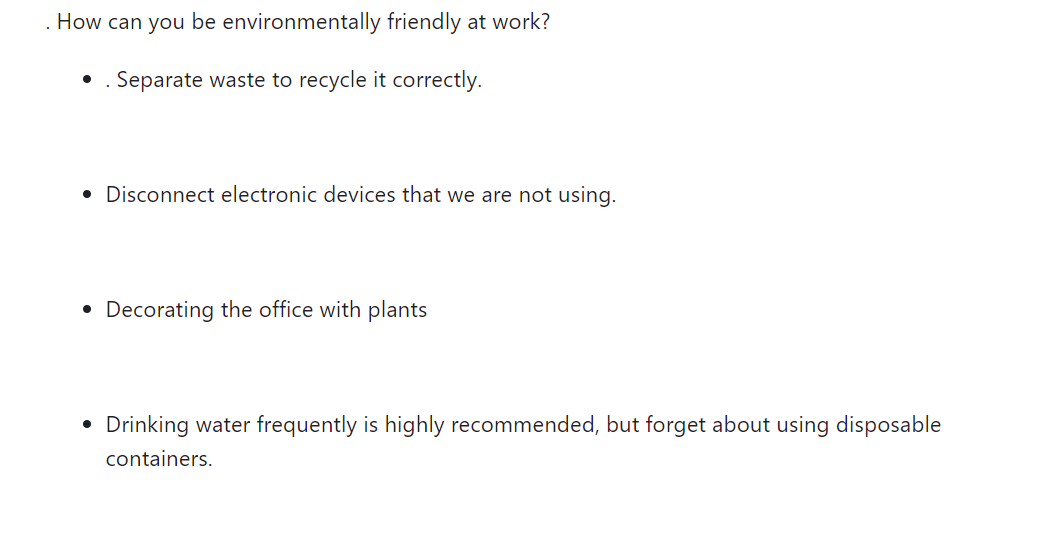 . How can you be environmentally friendly at work?
• . Separate waste to recycle it correctly.
• Disconnect electronic devices that we are not using.
• Decorating the office with plants
• Drinking water frequently is highly recommended, but forget about using disposable
containers.